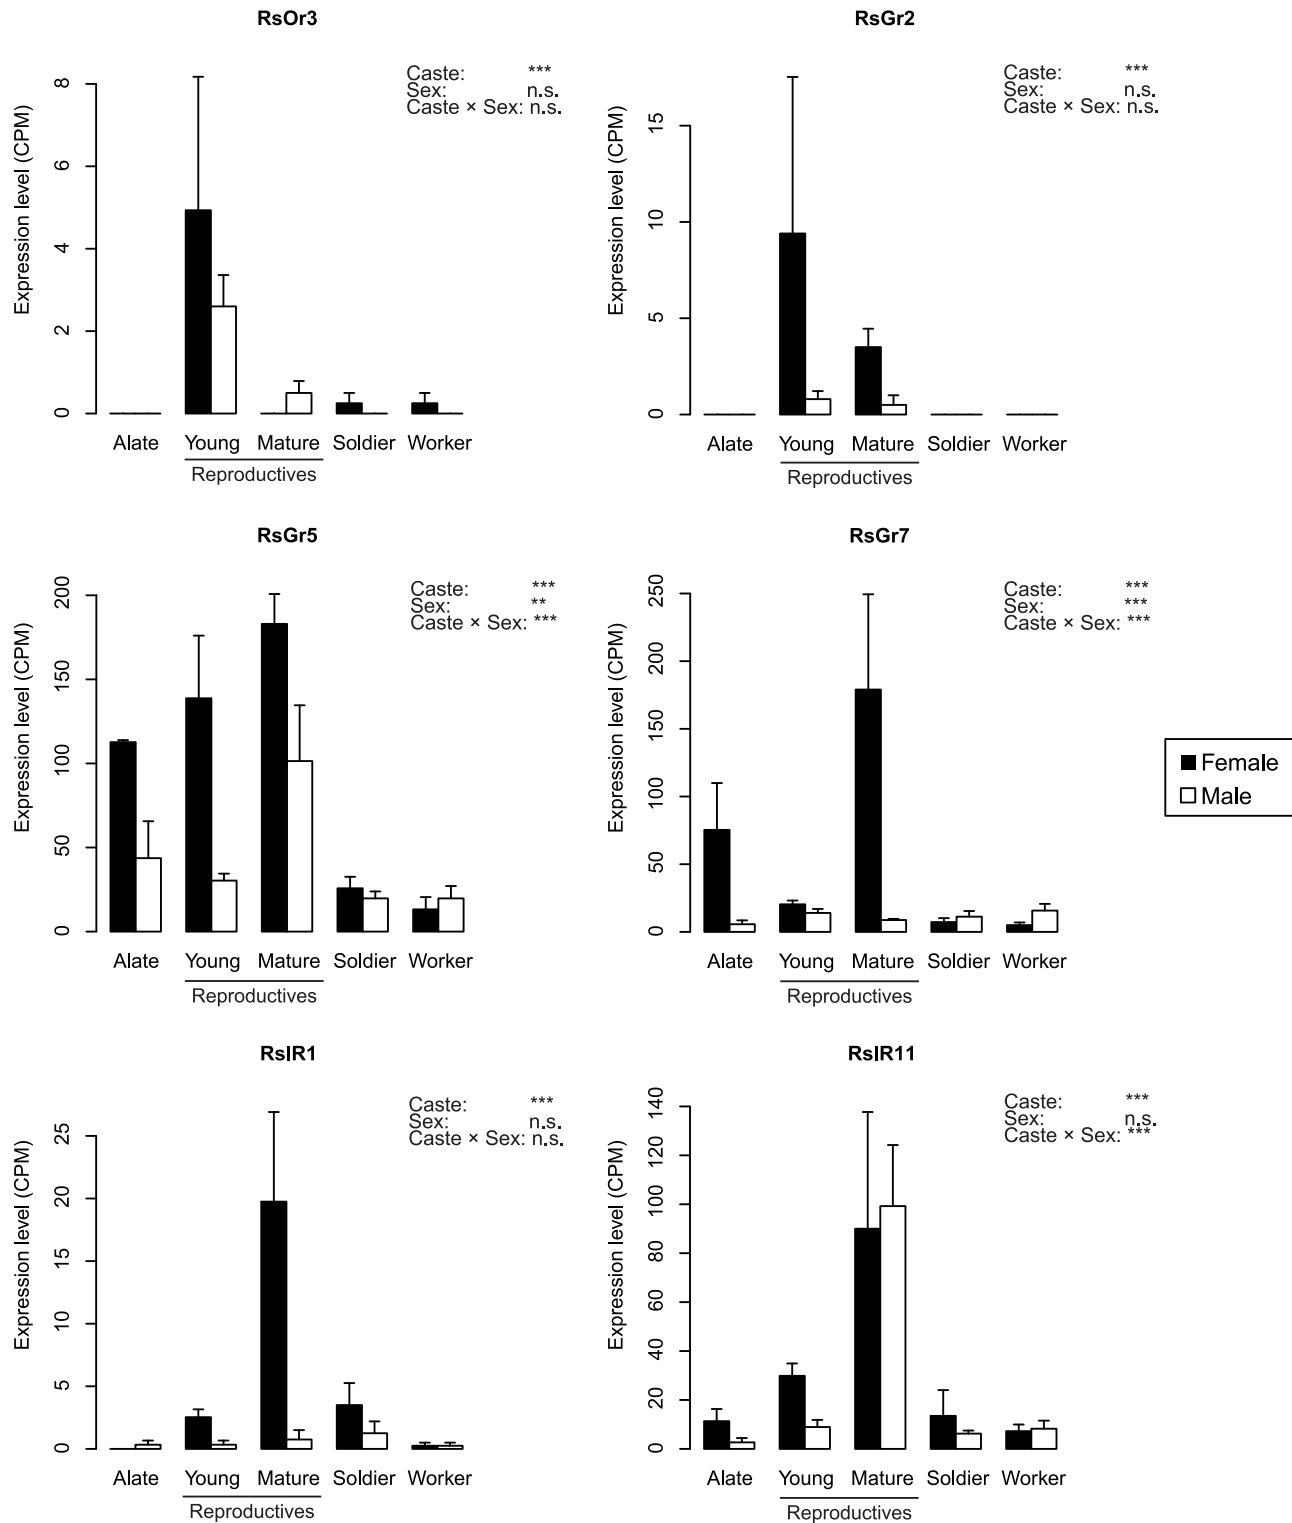 RsOr3
Caste: ***
Sex: n.s.
Caste × Sex: n.s.
Expression level (CPM)
8
6
4
2
0
Alate Young Mature Soldier Worker
Reproductives
RsGr2
Caste: ***
Sex: n.s.
Caste × Sex: n.s.
Expression level (CPM)
15
10
5
0
Alate Young Mature Soldier Worker
Reproductives
RsGr5
Caste: ***
Sex: **
Caste × Sex: ***
Expression level (CPM)
200
150
100
50
0
Alate Young Mature Soldier Worker
Reproductives
RsGr7
Caste: ***
Sex: ***
Caste × Sex: ***
Expression level (CPM)
250
200
150
100
50
0
Alate Young Mature Soldier Worker
Reproductives
Female
Male
RsIR1
Caste: ***
Sex: n.s.
Caste × Sex: n.s.
Expression level (CPM)
25
20
15
10
5
0
Alate Young Mature Soldier Worker
Reproductives
RsIR11
Caste: ***
Sex: n.s.
Caste × Sex: ***
Expression level (CPM)
140
120
100
80
60
40
20
0
Alate Young Mature Soldier Worker
Reproductives